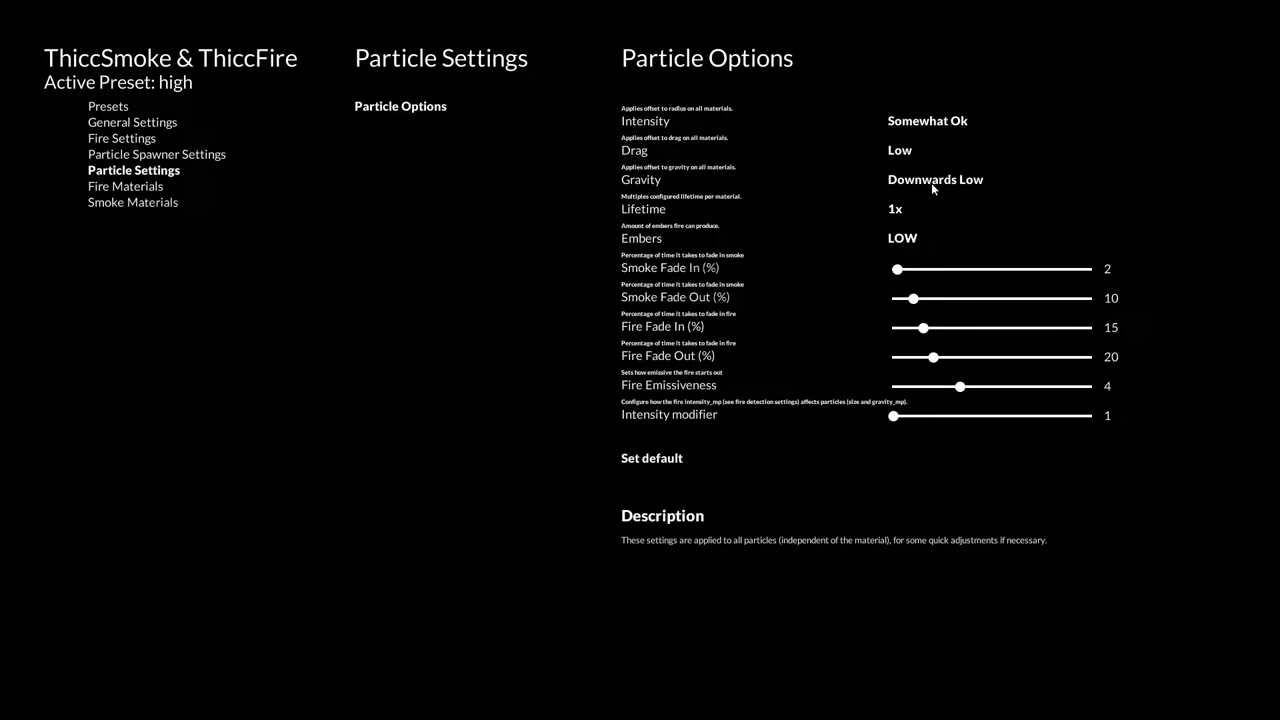 ThiccSmoke & ThiccFire
Active Preset: high
Presets
General Settings
Fire Settings
Particle Spawner Settings
Particle Settings
Fire Materials
Smoke Materials
Particle Settings
Particle Options
Particle Options
Applies offset to radius on all materials.
Intensity Somewhat Ok
Applies offset to drag on all materials.
Drag Low
Applies offset to gravity on all materials.
Gravity Downwards Low
Multiples configured lifetime per material.
Lifetime 1x
Amount of embers fire can produce.
Embers LOW
Percentage of time it takes to fade in smoke
Smoke Fade In (%) 2
Percentage of time it takes to fade in smoke
Smoke Fade Out (%) 10
Percentage of time it takes to fade in fire
Fire Fade In (%) 15
Percentage of time it takes to fade in fire
Fire Fade Out (%) 20
Sets how emissive the fire starts out
Fire Emissiveness 4
Configure how the fire intensity_mp (see fire detection settings) affects particles (size and gravity_mp).
Intensity modifier 1
Set default
Description
These settings are applied to all particles (independent of the material), for some quick adjustments if necessary.